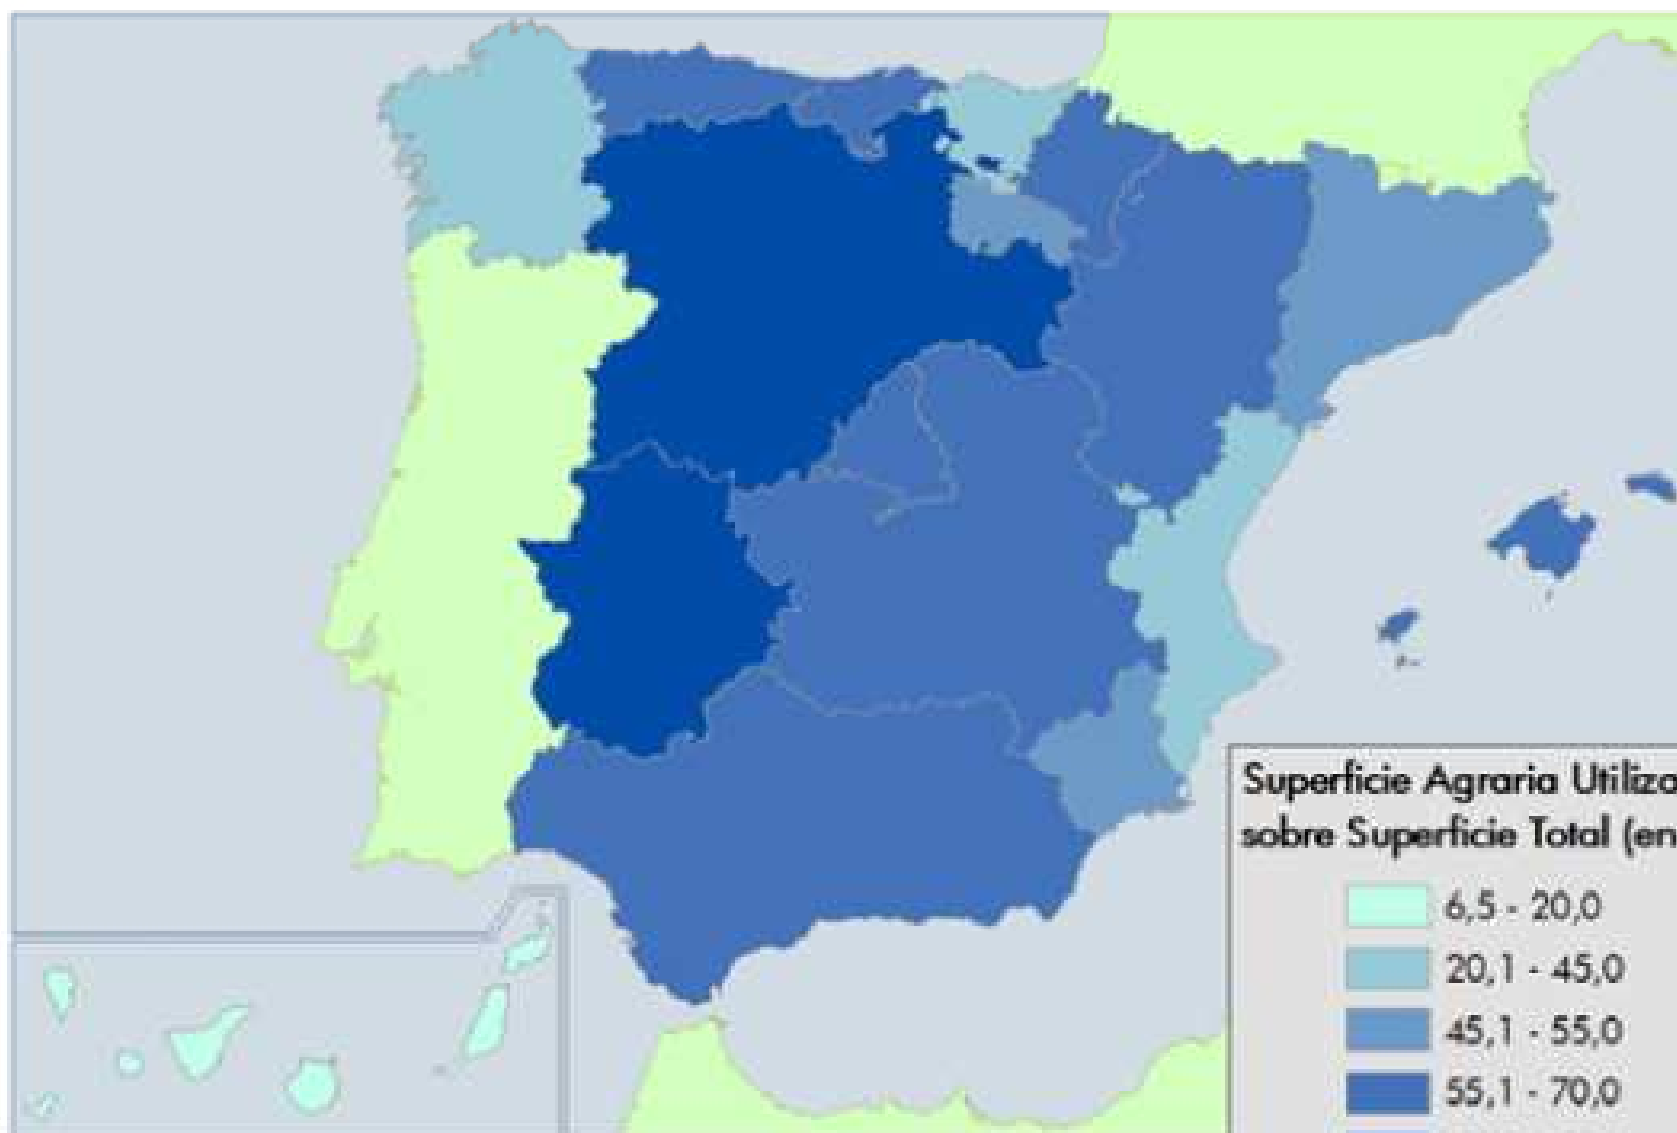 Superficie Agraria Utiliza
sobre Superficie Total (en
6,5 - 20,0
20,1 - 45,0
45,1 - 55,0
55,1 - 70,0